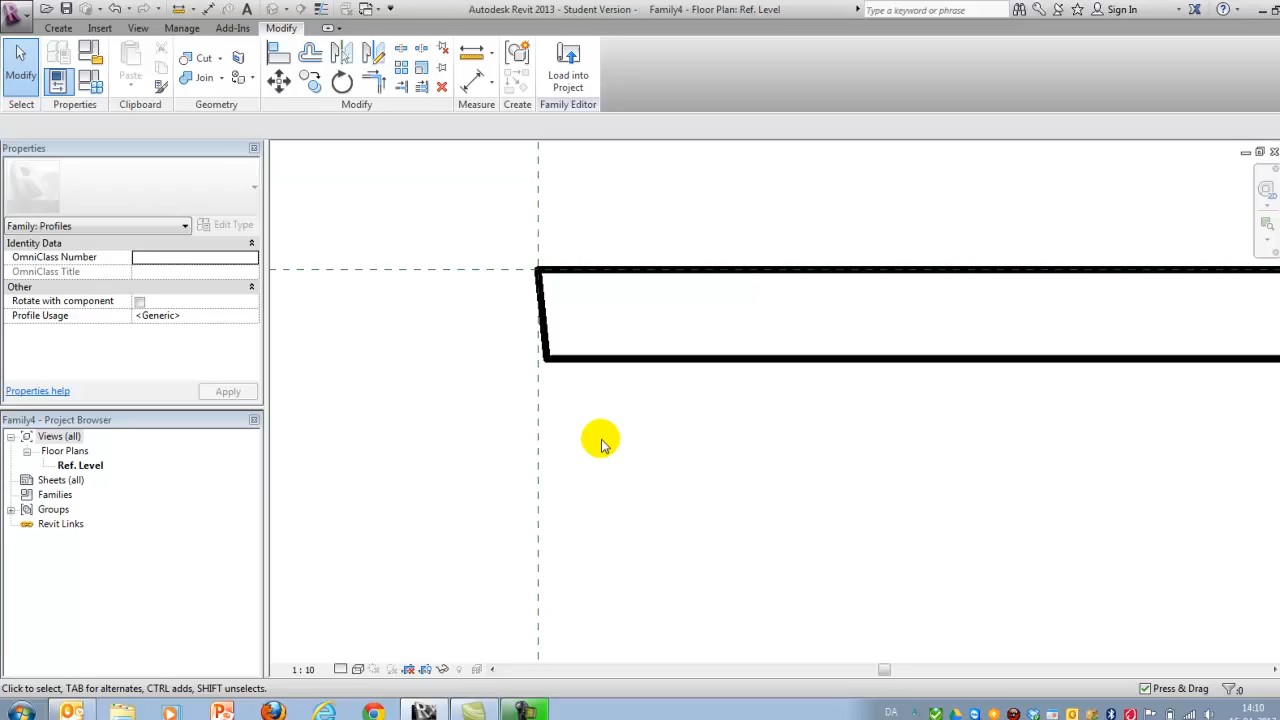 Autodesk Revit 2013 - Student Version - Family4 - Floor Plan: Ref. Level
Type a keyword or phrase
Sign In
Create Insert View Manage Add-Ins Modify
Modify
Paste
Cut
Join
Load into
Project
Select Properties Clipboard Geometry Modify Measure Create Family Editor
Properties
Family: Profiles
Edit Type
Identity Data
OmniClass Number
OmniClass Title
Other
Rotate with component
Profile Usage <Generic>
Properties help
Apply
Family4 - Project Browser
Views (all)
Floor Plans
Ref. Level
Sheets (all)
Families
Groups
Revit Links
2D
1 : 10
Click to select, TAB for alternates, CTRL adds, SHIFT unselects.
Press & Drag
:0
DA
14:10